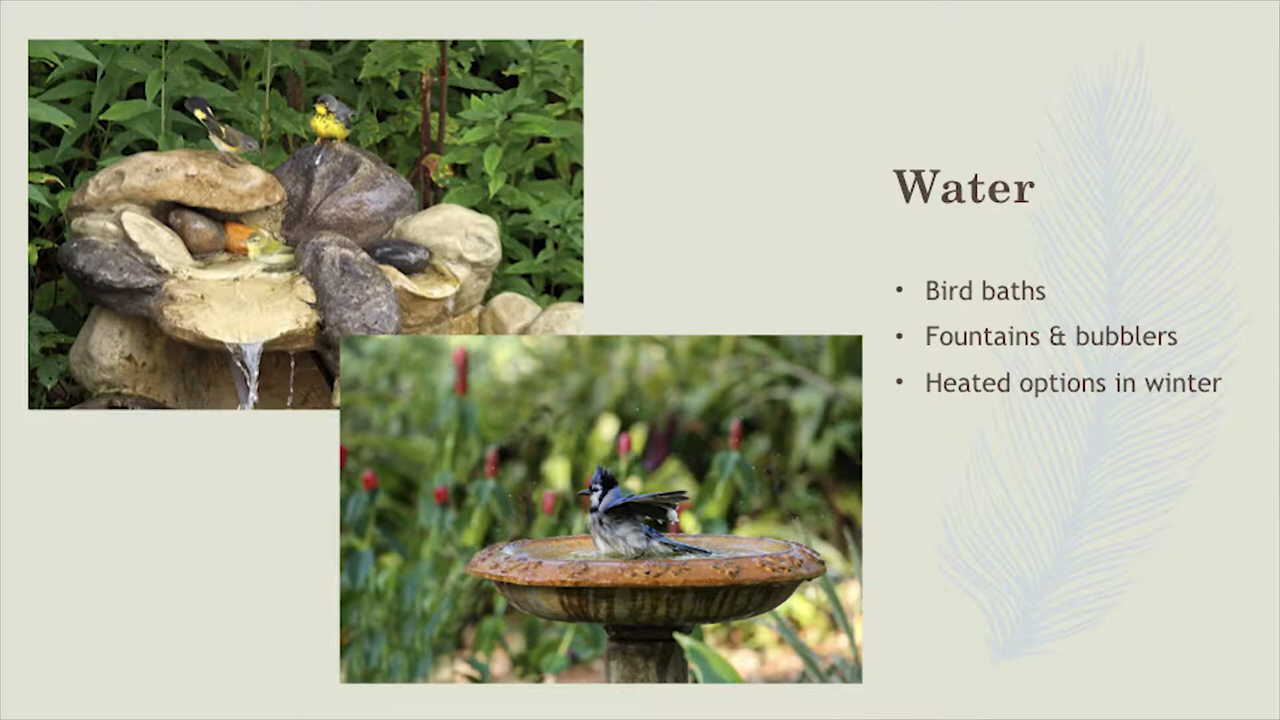 Water
• Bird baths
• Fountains & bubblers
• Heated options in winter